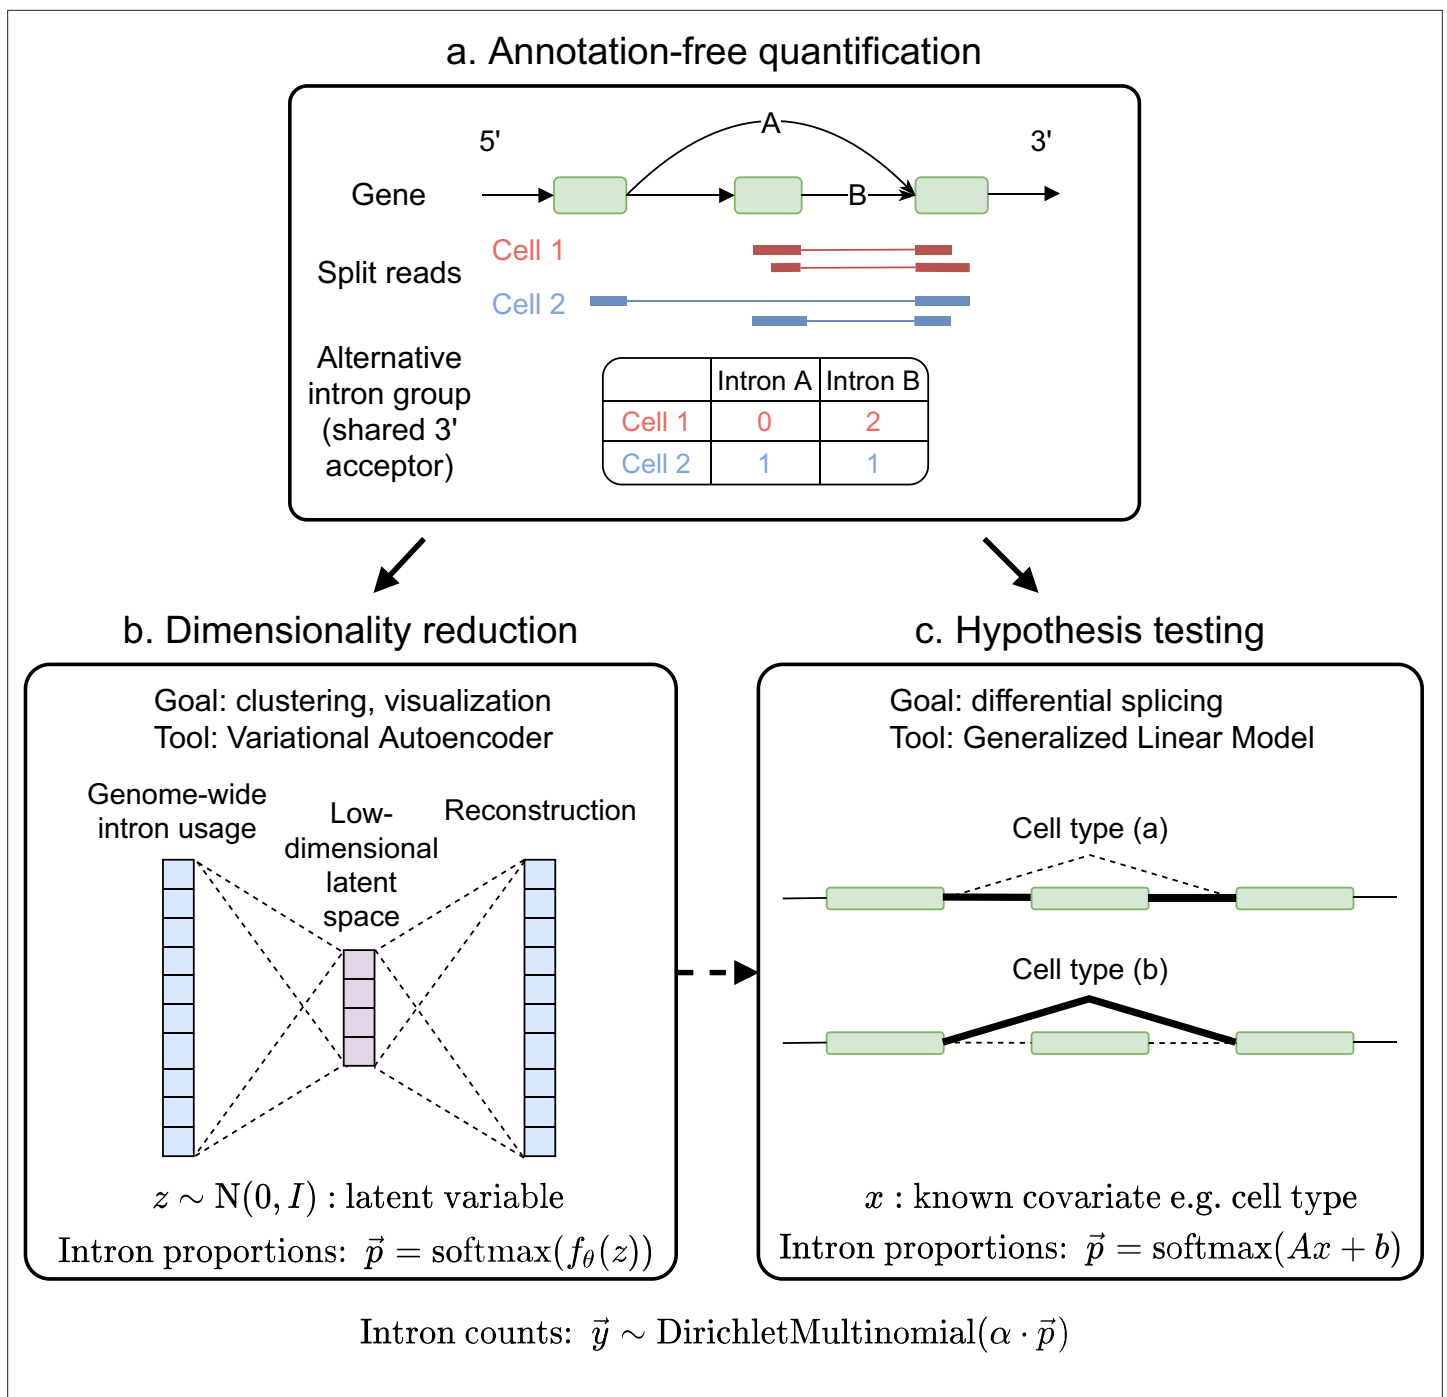 a. Annotation-free quantification
5'
A
3'
Gene
B
Split reads
Cell 1
Cell 2
Alternative
intron group
(shared 3'
acceptor)
Intron A Intron B
Cell 1 0 2
Cell 2 1 1
b. Dimensionality reduction
Goal: clustering, visualization
Tool: Variational Autoencoder
Genome-wide
intron usage
Low-
dimensional
latent
space
Reconstruction
z ∼ N(0, I) : latent variable
Intron proportions: p⃗ = softmax(f_θ(z))
c. Hypothesis testing
Goal: differential splicing
Tool: Generalized Linear Model
Cell type (a)
Cell type (b)
x : known covariate e.g. cell type
Intron proportions: p⃗ = softmax(Ax + b)
Intron counts: y⃗ ∼ DirichletMultinomial(α · p⃗)